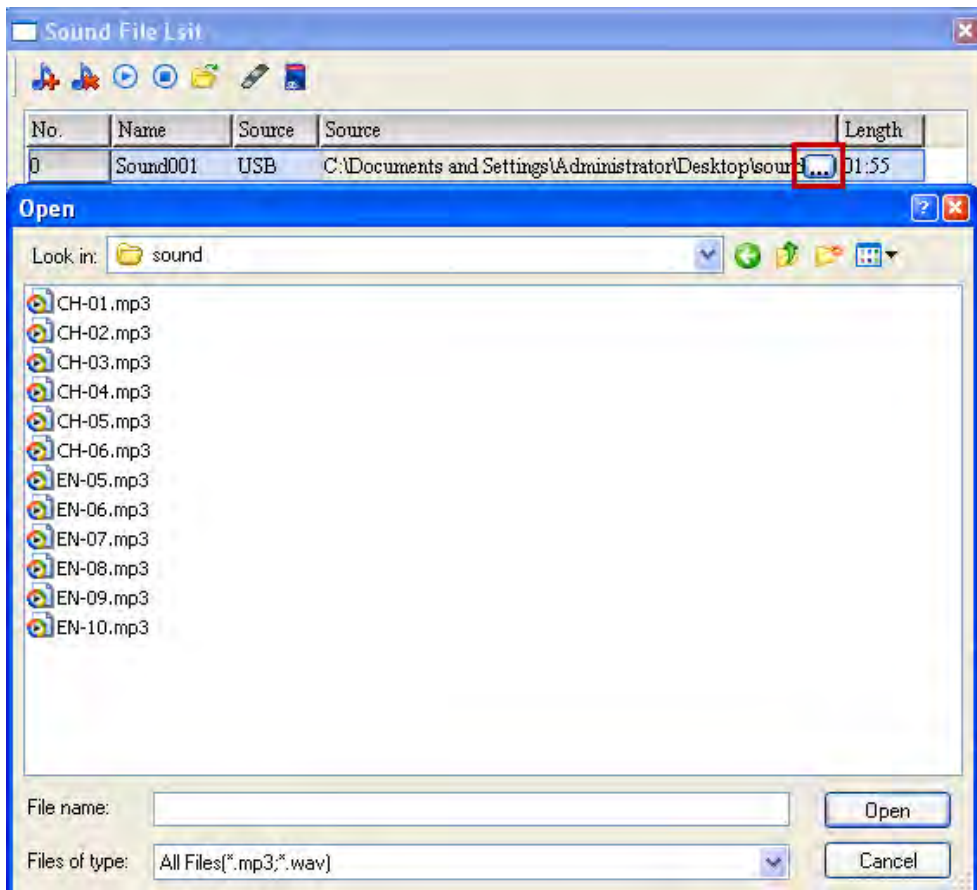 Sound File Lsit
No. Name Source Source Length
0 Sound001 USB C:\Documents and Settings\Administrator\Desktop\sound ... 01:55
Open
Look in: sound
CH-01.mp3
CH-02.mp3
CH-03.mp3
CH-04.mp3
CH-05.mp3
CH-06.mp3
EN-05.mp3
EN-06.mp3
EN-07.mp3
EN-08.mp3
EN-09.mp3
EN-10.mp3
File name: Open
Files of type: All Files(*.mp3;*.wav) Cancel